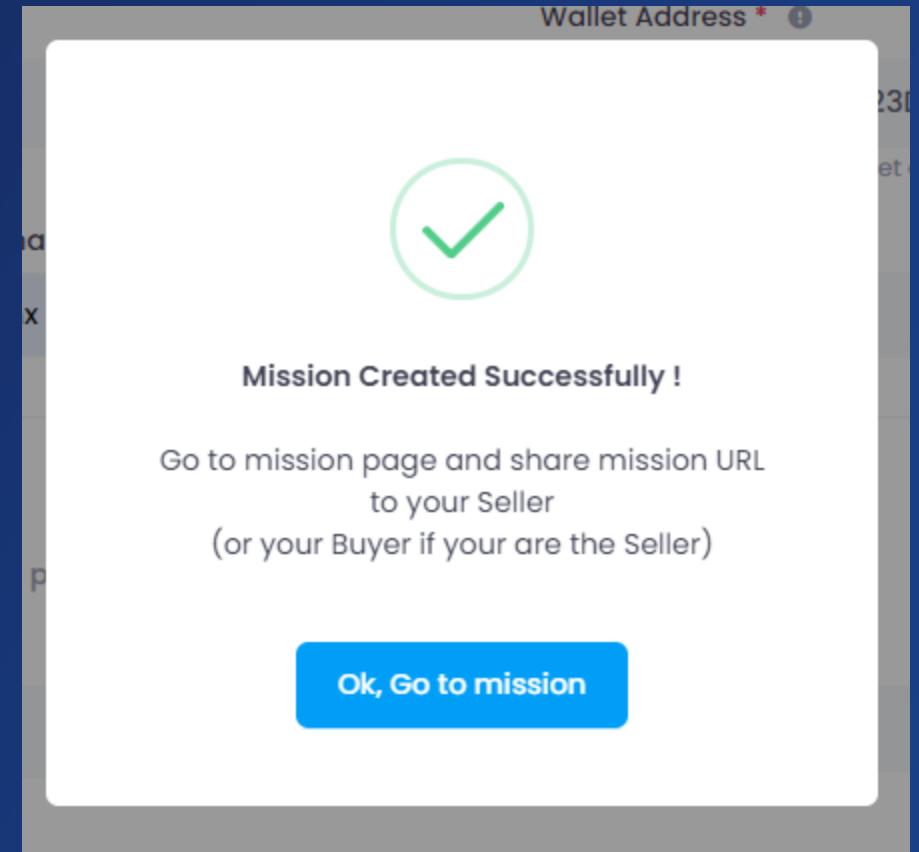 Wallet Address *
Mission Created Successfully !
Go to mission page and share mission URL
to your Seller
(or your Buyer if your are the Seller)
Ok, Go to mission